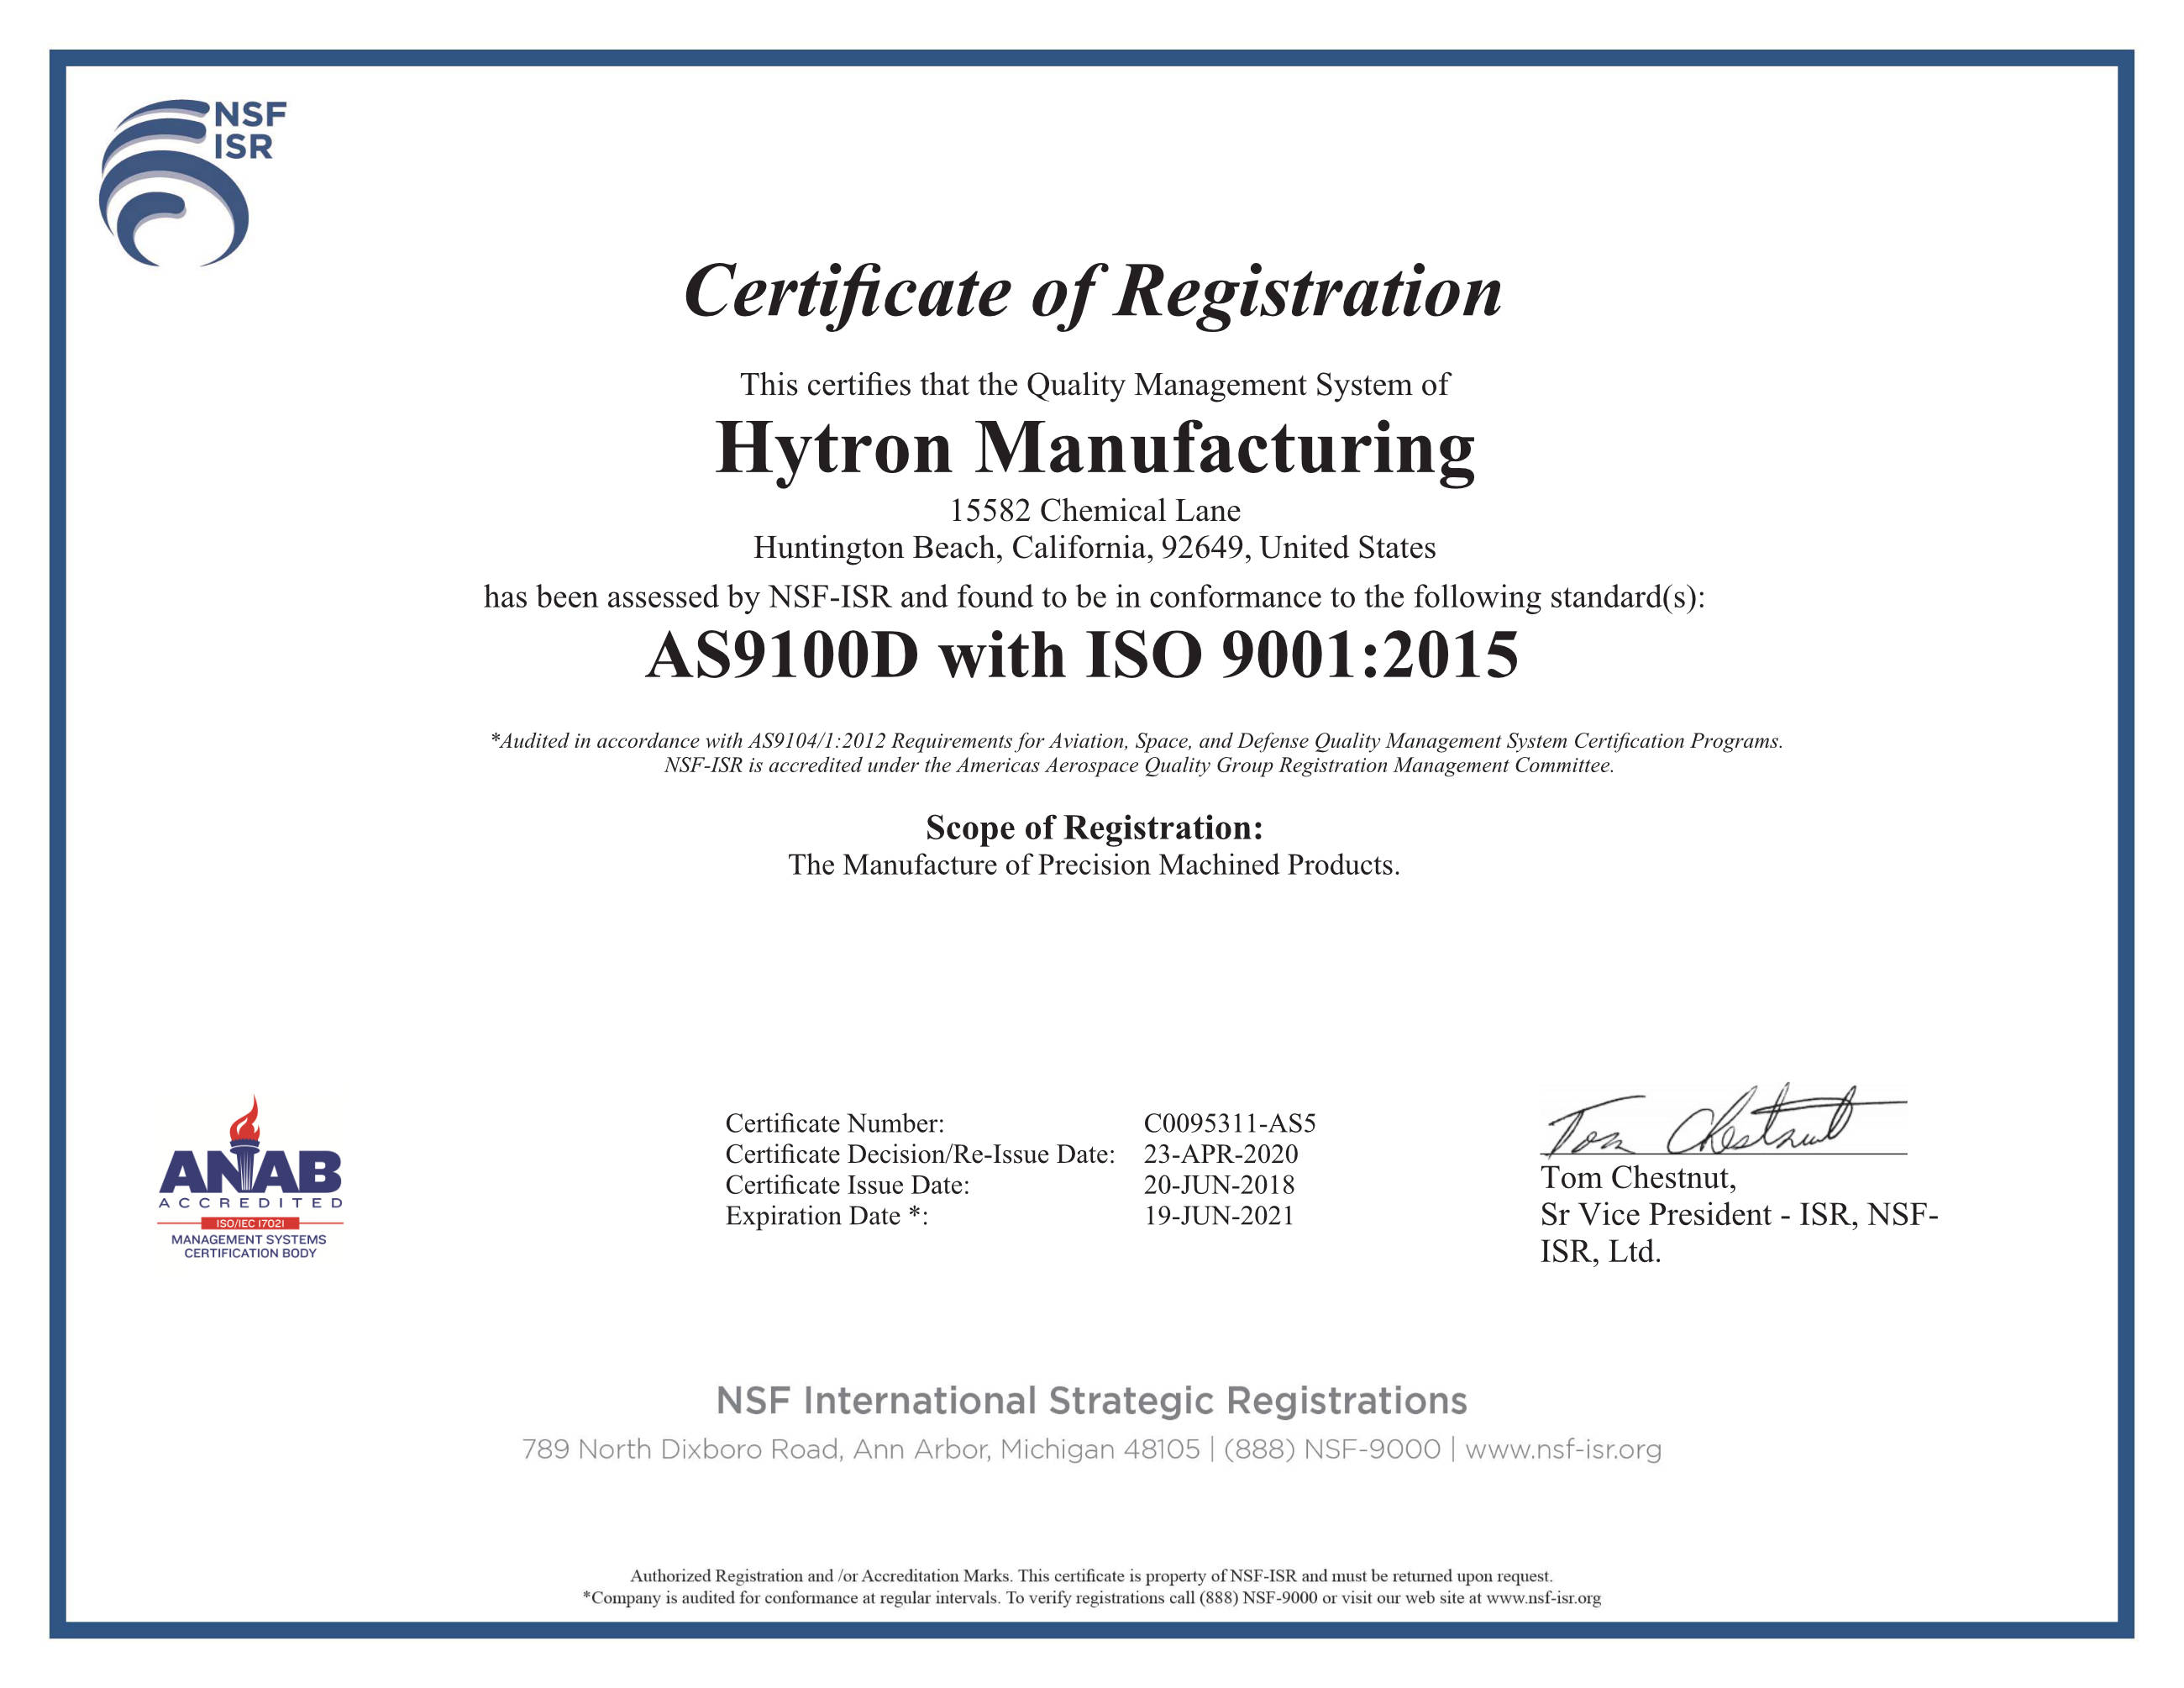 NSF
ISR
Certificate of Registration
This certifies that the Quality Management System of
Hytron Manufacturing
15582 Chemical Lane
Huntington Beach, California, 92649, United States
has been assessed by NSF-ISR and found to be in conformance to the following standard(s):
AS9100D with ISO 9001:2015
*Audited in accordance with AS9104/1:2012 Requirements for Aviation, Space, and Defense Quality Management System Certification Programs.
NSF-ISR is accredited under the Americas Aerospace Quality Group Registration Management Committee.
Scope of Registration:
The Manufacture of Precision Machined Products.
ANAB
ACCREDITED
ISO/IEC 17021
MANAGEMENT SYSTEMS
CERTIFICATION BODY
Certificate Number: C0095311-AS5
Certificate Decision/Re-Issue Date: 23-APR-2020
Certificate Issue Date: 20-JUN-2018
Expiration Date *: 19-JUN-2021
Tom Chestnut
Tom Chestnut,
Sr Vice President - ISR, NSF-
ISR, Ltd.
NSF International Strategic Registrations
789 North Dixboro Road, Ann Arbor, Michigan 48105 | (888) NSF-9000 | www.nsf-isr.org
Authorized Registration and /or Accreditation Marks. This certificate is property of NSF-ISR and must be returned upon request.
*Company is audited for conformance at regular intervals. To verify registrations call (888) NSF-9000 or visit our web site at www.nsf-isr.org